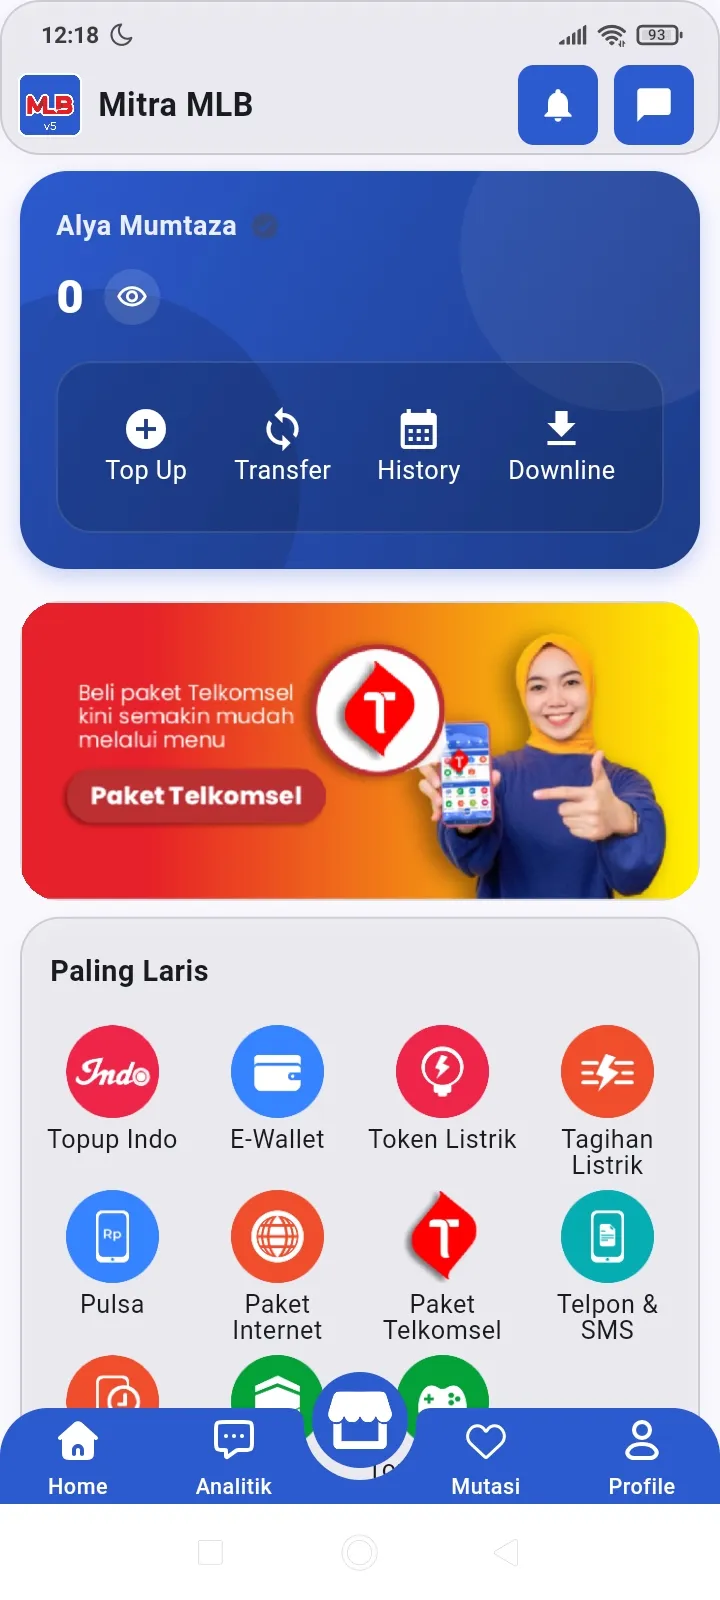 12:18
93
MLB
v5
Mitra MLB
Alya Mumtaza
0
Top Up
Transfer
History
Downline
Beli paket Telkomsel
kini semakin mudah
melalui menu
Paket Telkomsel
Paling Laris
Indo
Topup Indo
E-Wallet
Token Listrik
Tagihan
Listrik
Rp
Pulsa
Paket
Internet
Paket
Telkomsel
Telpon &
SMS
Home
Analitik
Mutasi
Profile